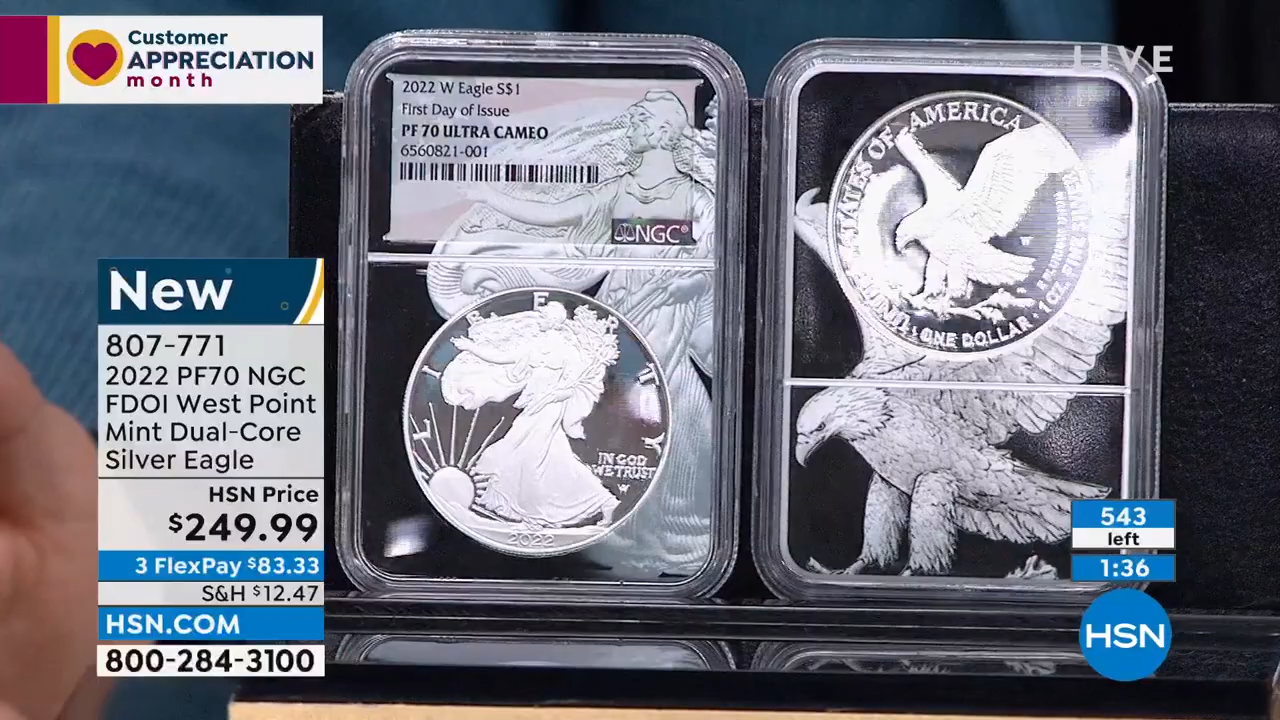 Customer
APPRECIATION
month
LIVE
2022 W Eagle S$1
First Day of Issue
PF 70 ULTRA CAMEO
6560821-001
NGC
LIBERTY
IN GOD
WE TRUST
W
2022
STATES OF AMERICA
1 OZ. FINE
ONE DOLLAR
New
807-771
2022 PF70 NGC
FDOI West Point
Mint Dual-Core
Silver Eagle
HSN Price
$249.99
3 FlexPay $83.33
S&H $12.47
HSN.COM
800-284-3100
543
left
1:36
HSN